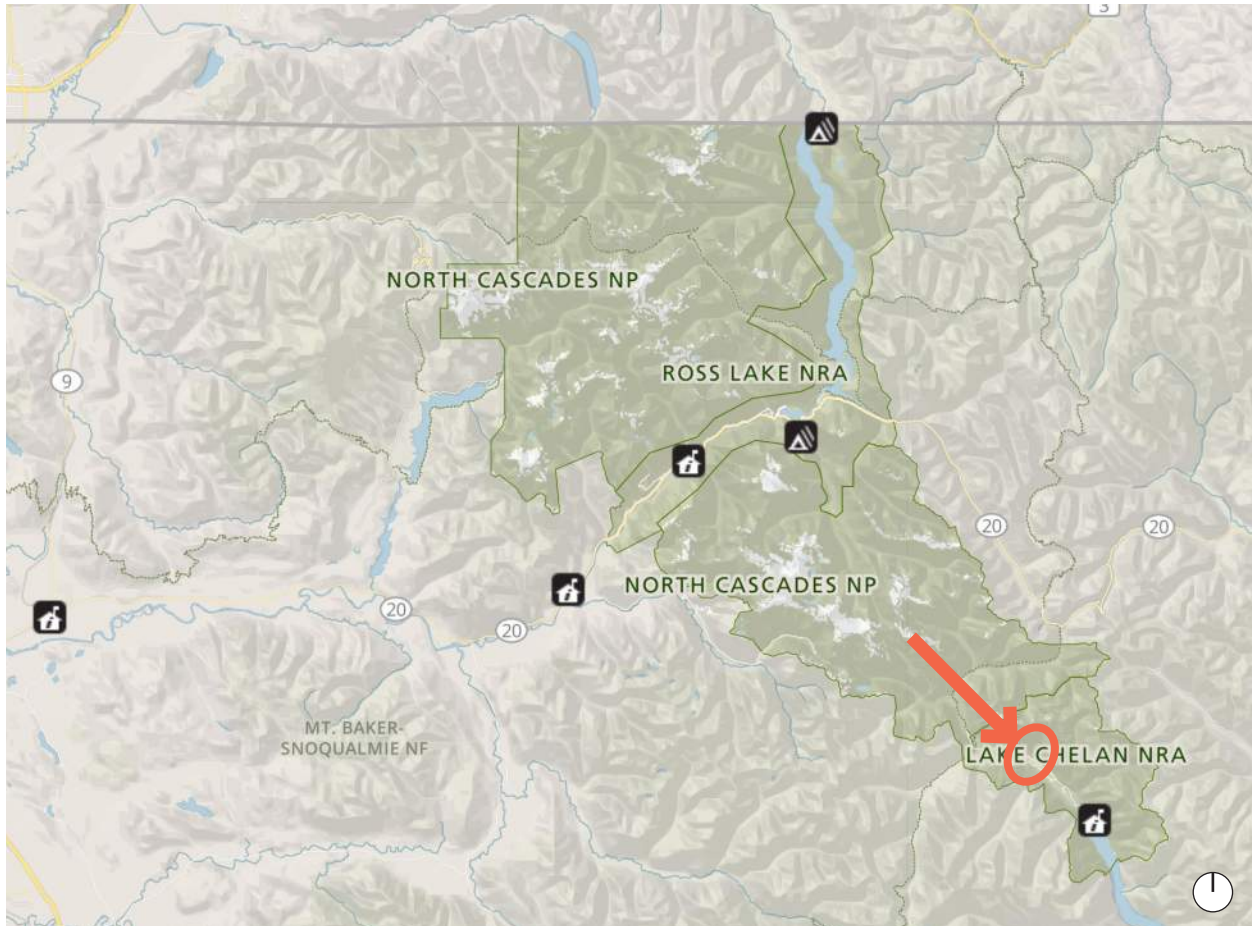 3
NORTH CASCADES NP
ROSS LAKE NRA
9
20
20
NORTH CASCADES NP
20
20
MT. BAKER-
SNOQUALMIE NF
LAKE CHELAN NRA